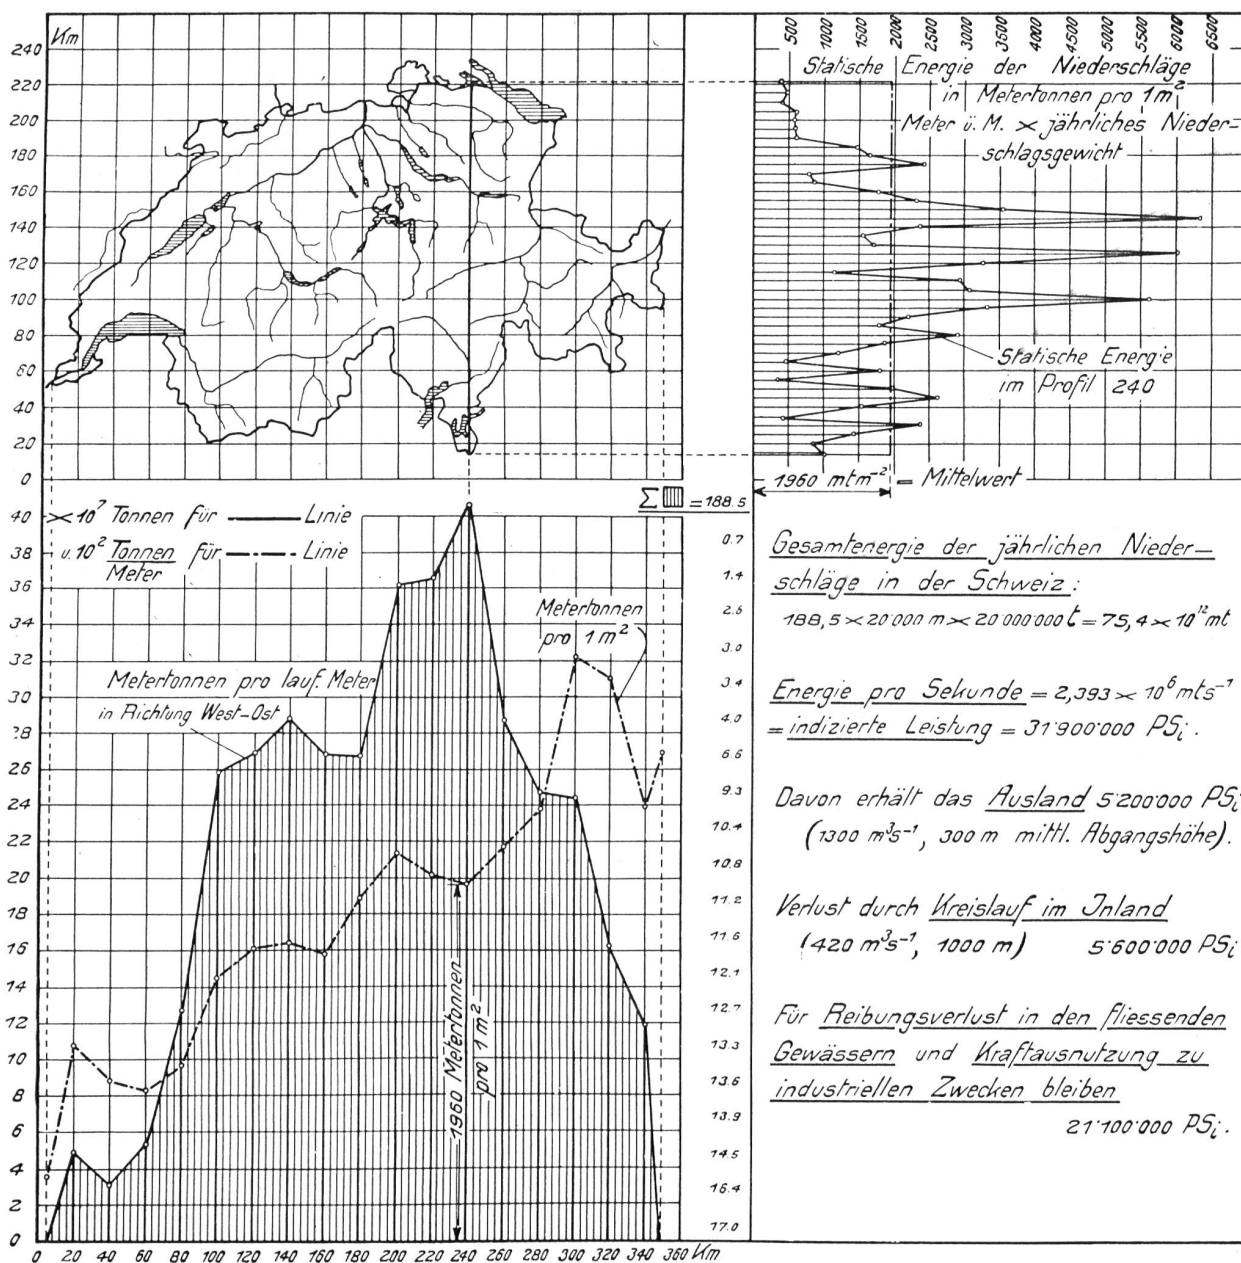 Km
240
220
200
180
160
140
120
100
80
60
40
20
0
500
1000
1500
2000
2500
3000
3500
4000
4500
5000
5500
6000
6500
Statische Energie der Niederschläge
in Metertonnen pro 1m²
Meter ü. M. × jährliches Nieder-
schlagsgewicht
Statische Energie
im Profil 240
1960 mtm⁻² = Mittelwert
Σ = 188.5
× 10⁷ Tonnen für Linie
u. 10² Tonnen/Meter für Linie
40
38
36
34
32
30
28
26
24
22
20
18
16
14
12
10
8
6
4
2
0
Metertonnen pro lauf. Meter
in Richtung West-Ost
Metertonnen
pro 1m²
1960 Metertonnen
pro 1m²
0 20 40 60 80 100 120 140 160 180 200 220 240 260 280 300 320 340 360 Km
0.7
1.4
2.6
3.0
3.4
4.0
6.6
9.3
10.4
10.8
11.2
11.6
12.1
12.7
13.3
13.6
13.9
14.5
16.4
17.0
Gesamtenergie der jährlichen Nieder-
schläge in der Schweiz:
188,5 × 20'000 m × 20'000'000 t = 75,4 × 10¹² mt
Energie pro Sekunde = 2,393 × 10⁶ mts⁻¹
= indizierte Leistung = 31'900'000 PSi.
Davon erhält das Ausland 5'200'000 PSi
(1300 m³s⁻¹, 300 m mittl. Abgangshöhe).
Verlust durch Kreislauf im Inland
(420 m³s⁻¹, 1000 m) 5'600'000 PSi
Für Reibungsverlust in den fliessenden
Gewässern und Kraftausnutzung zu
industriellen Zwecken bleiben
21'100'000 PSi.